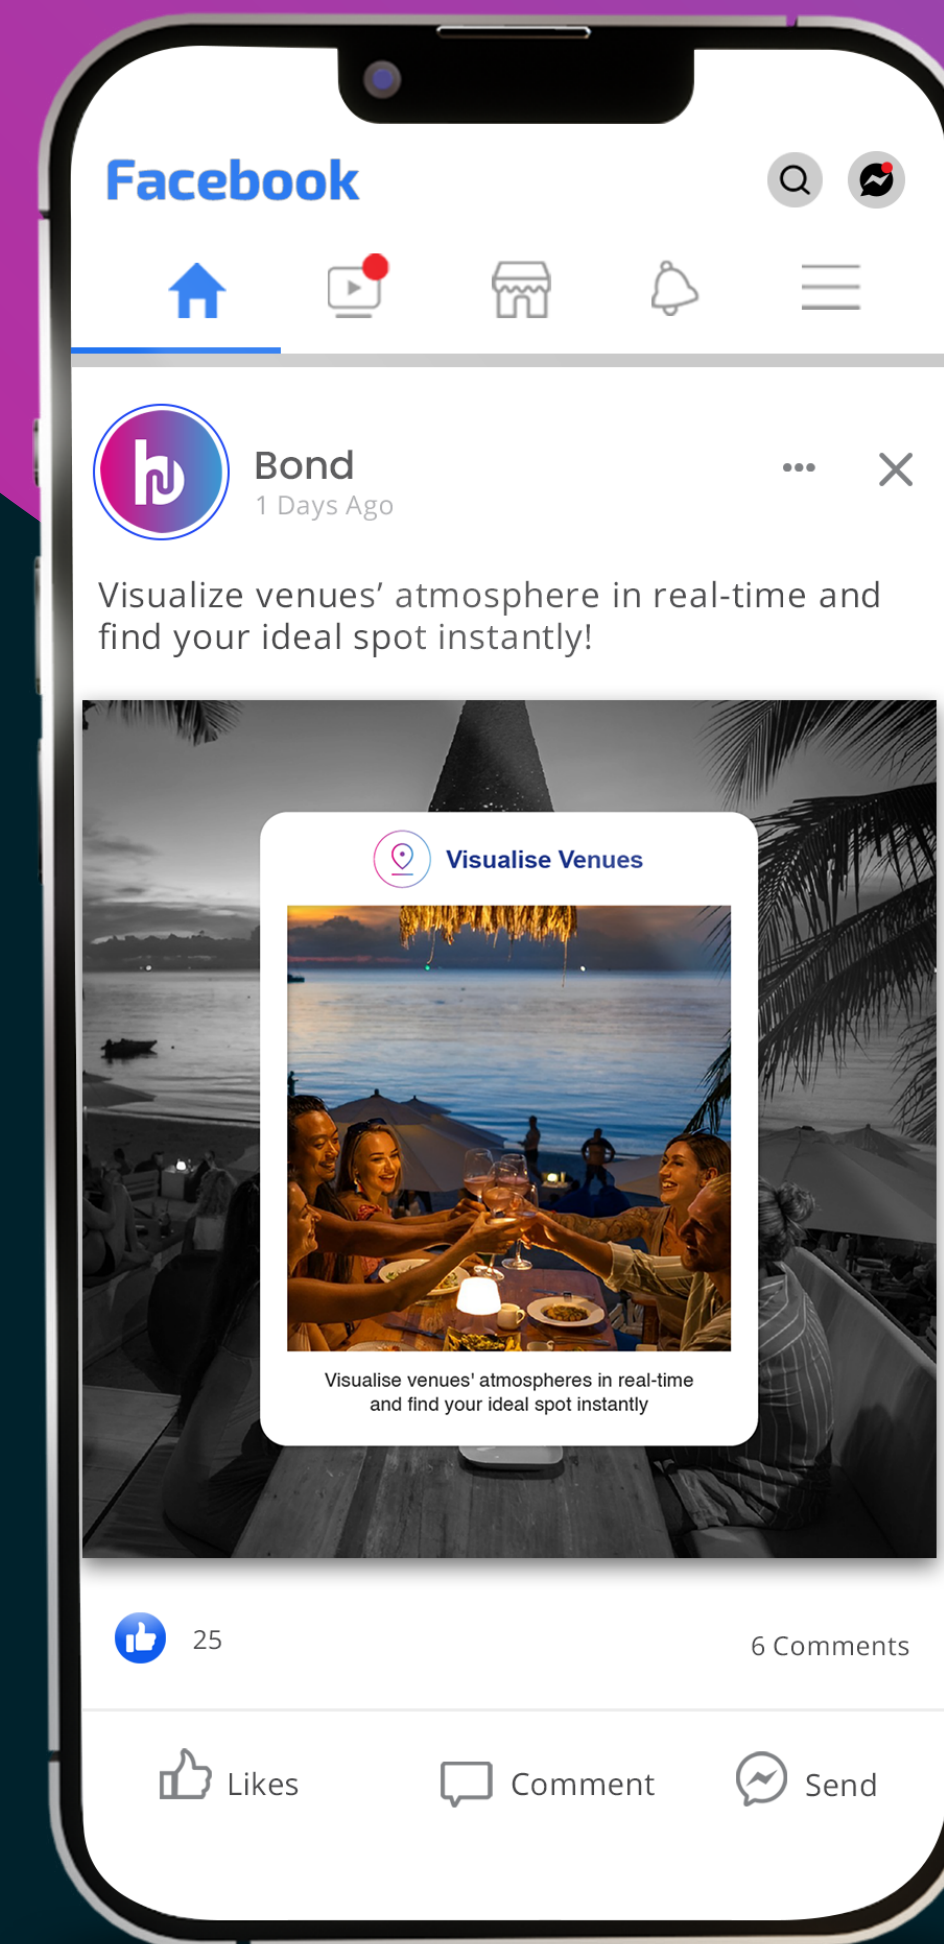 Facebook
Bond
1 Days Ago
Visualize venues’ atmosphere in real-time and
find your ideal spot instantly!
Visualise Venues
Visualise venues' atmospheres in real-time
and find your ideal spot instantly
25
6 Comments
Likes
Comment
Send